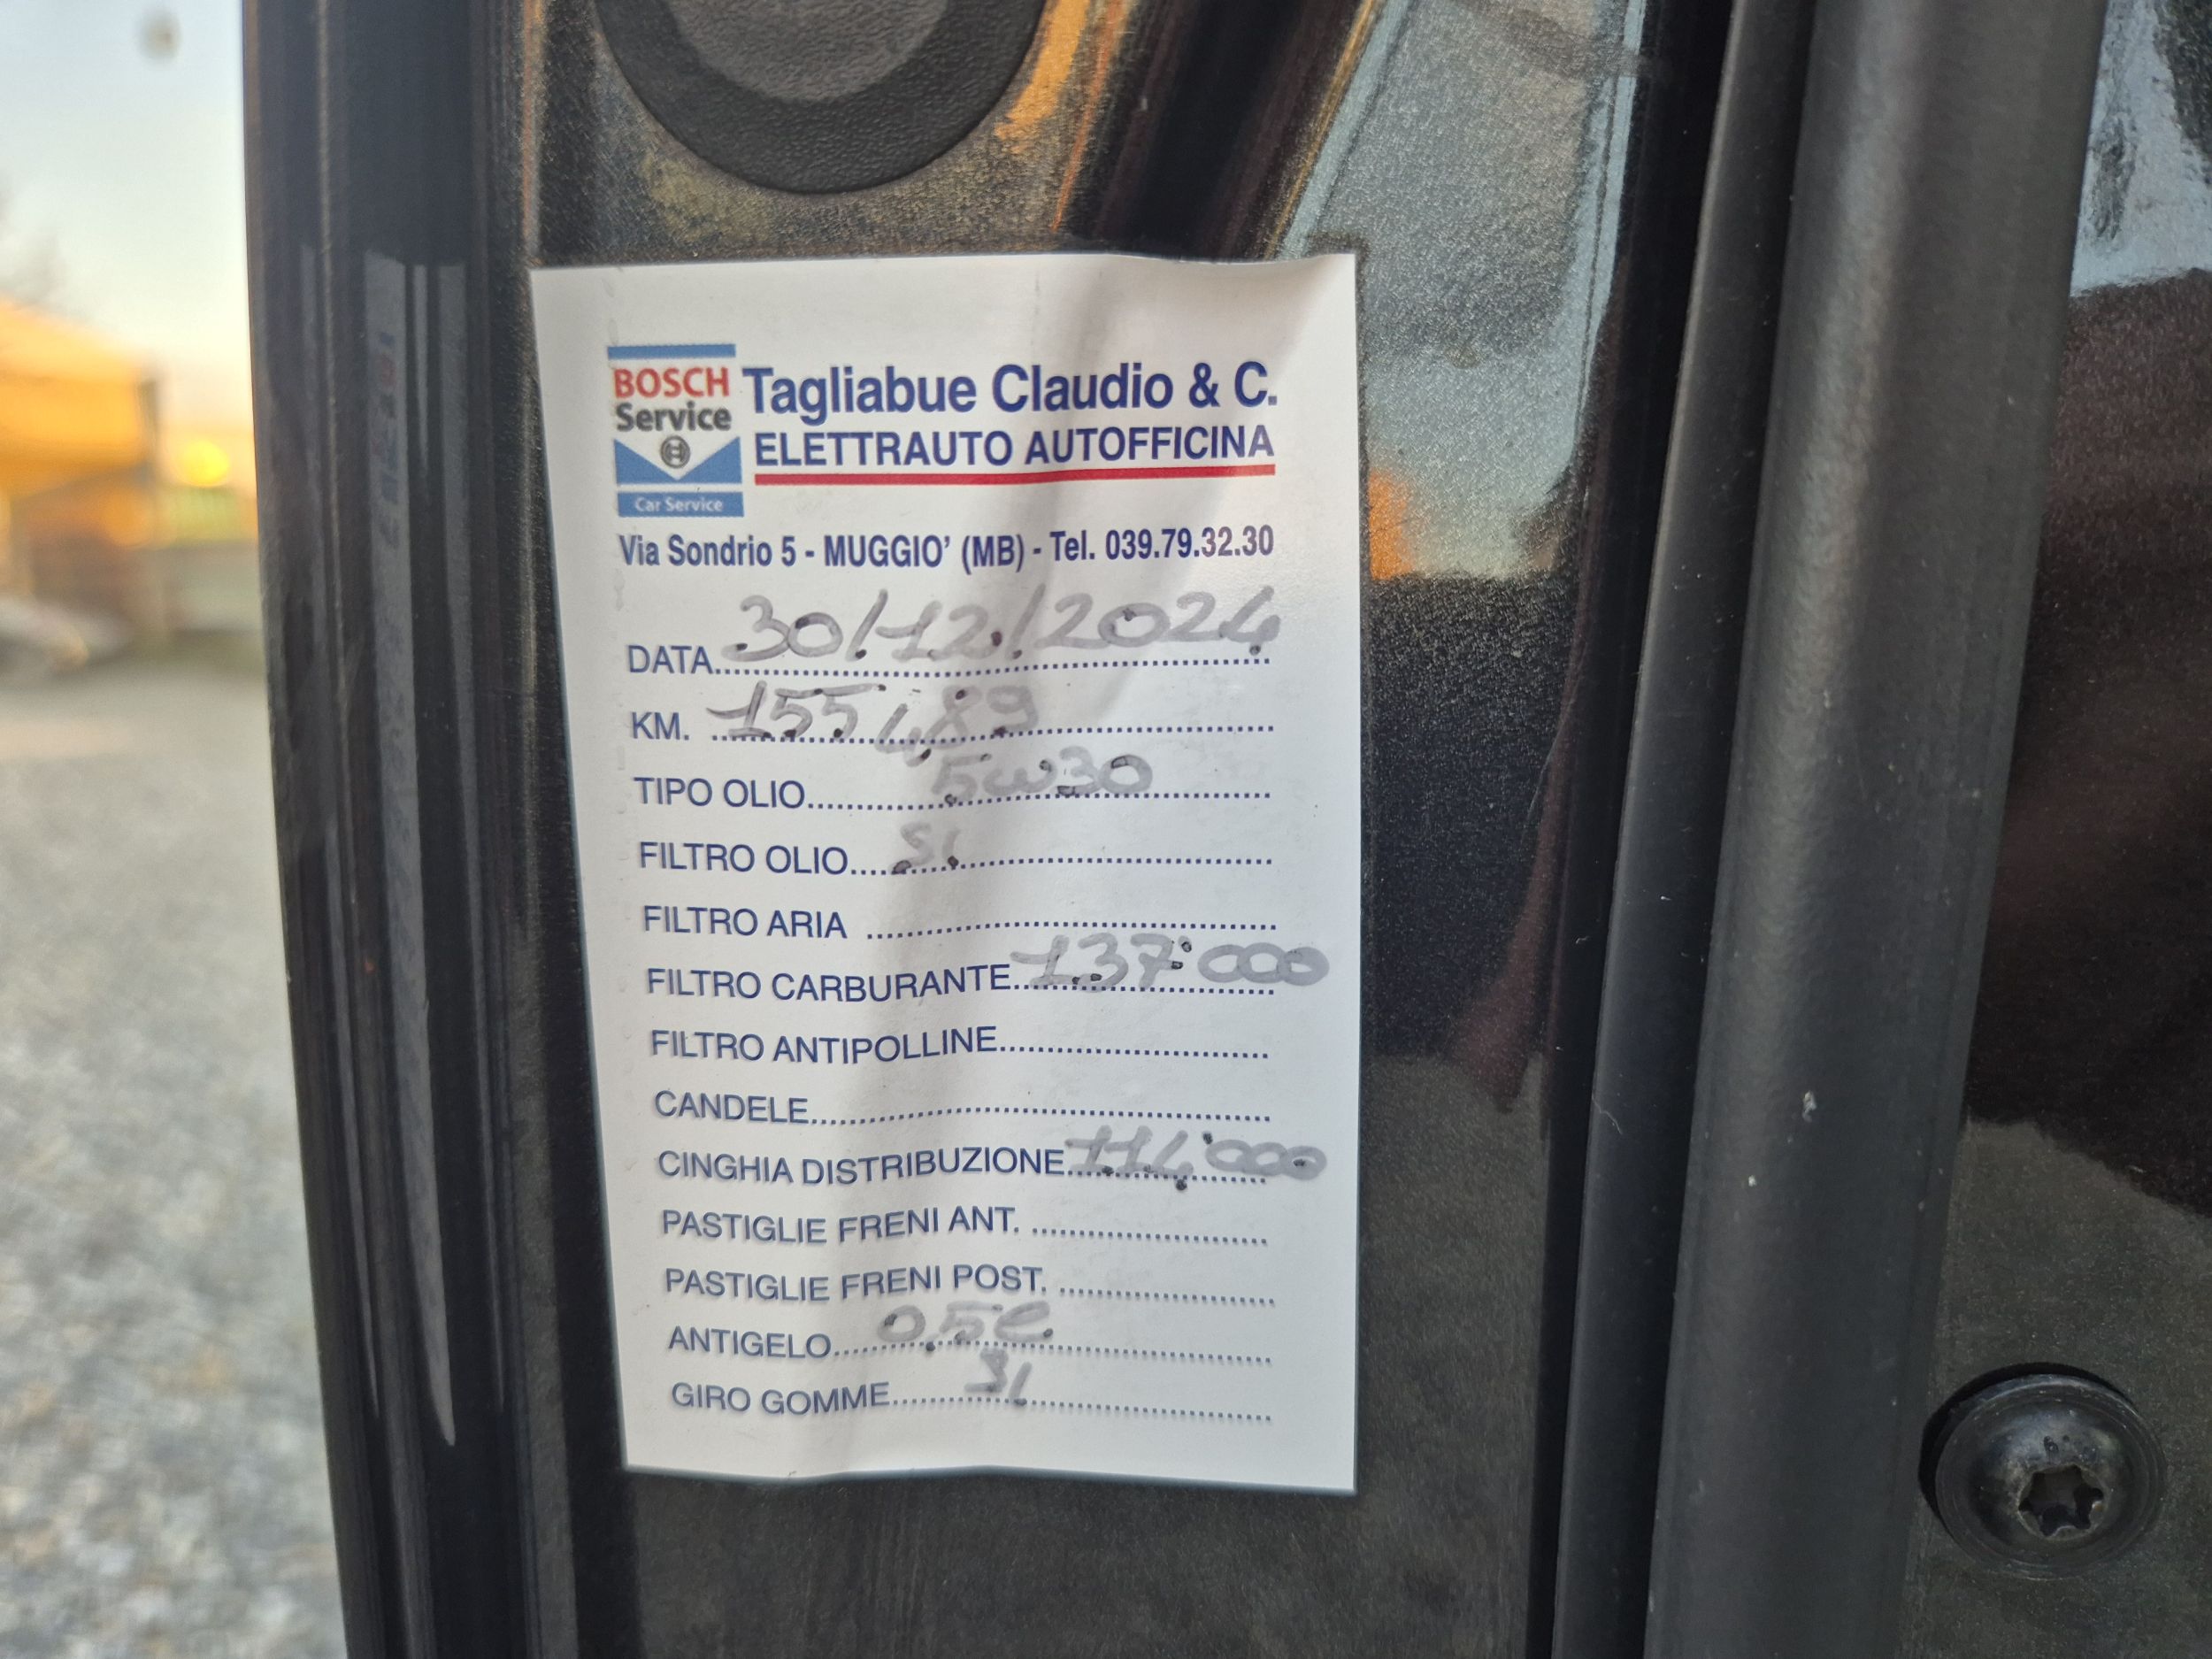 BOSCH
Service
Car Service
Tagliabue Claudio & C.
ELETTRAUTO AUTOFFICINA
Via Sondrio 5 - MUGGIO' (MB) - Tel. 039.79.32.30
DATA 30/12/2024
KM. 155489
TIPO OLIO 5W30
FILTRO OLIO SI
FILTRO ARIA
FILTRO CARBURANTE 137'000
FILTRO ANTIPOLLINE
CANDELE
CINGHIA DISTRIBUZIONE 114'000
PASTIGLIE FRENI ANT.
PASTIGLIE FRENI POST.
ANTIGELO 0,5l
GIRO GOMME SI